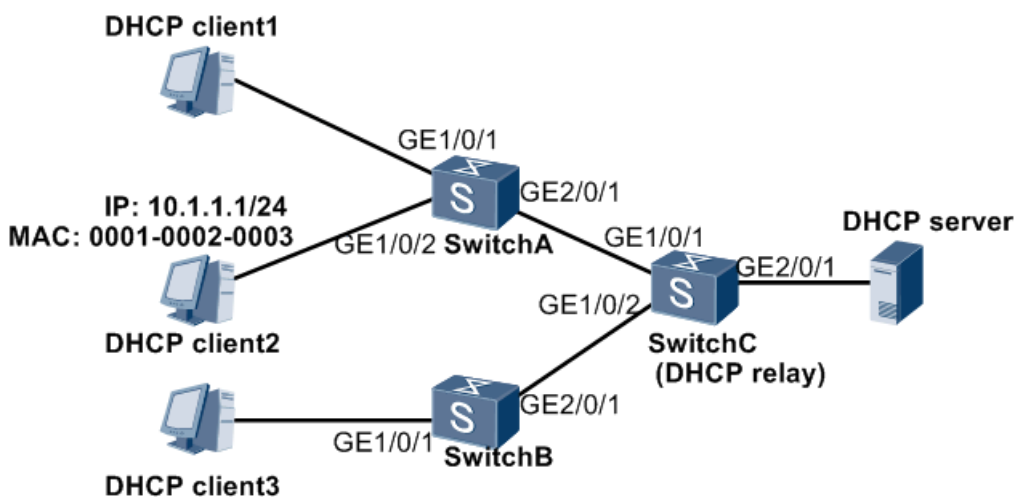 DHCP client1
GE1/0/1
S
GE2/0/1
IP: 10.1.1.1/24
MAC: 0001-0002-0003
GE1/0/2
SwitchA
GE1/0/1
DHCP server
GE2/0/1
S
GE1/0/2
DHCP client2
SwitchC
(DHCP relay)
S
GE2/0/1
GE1/0/1
SwitchB
DHCP client3